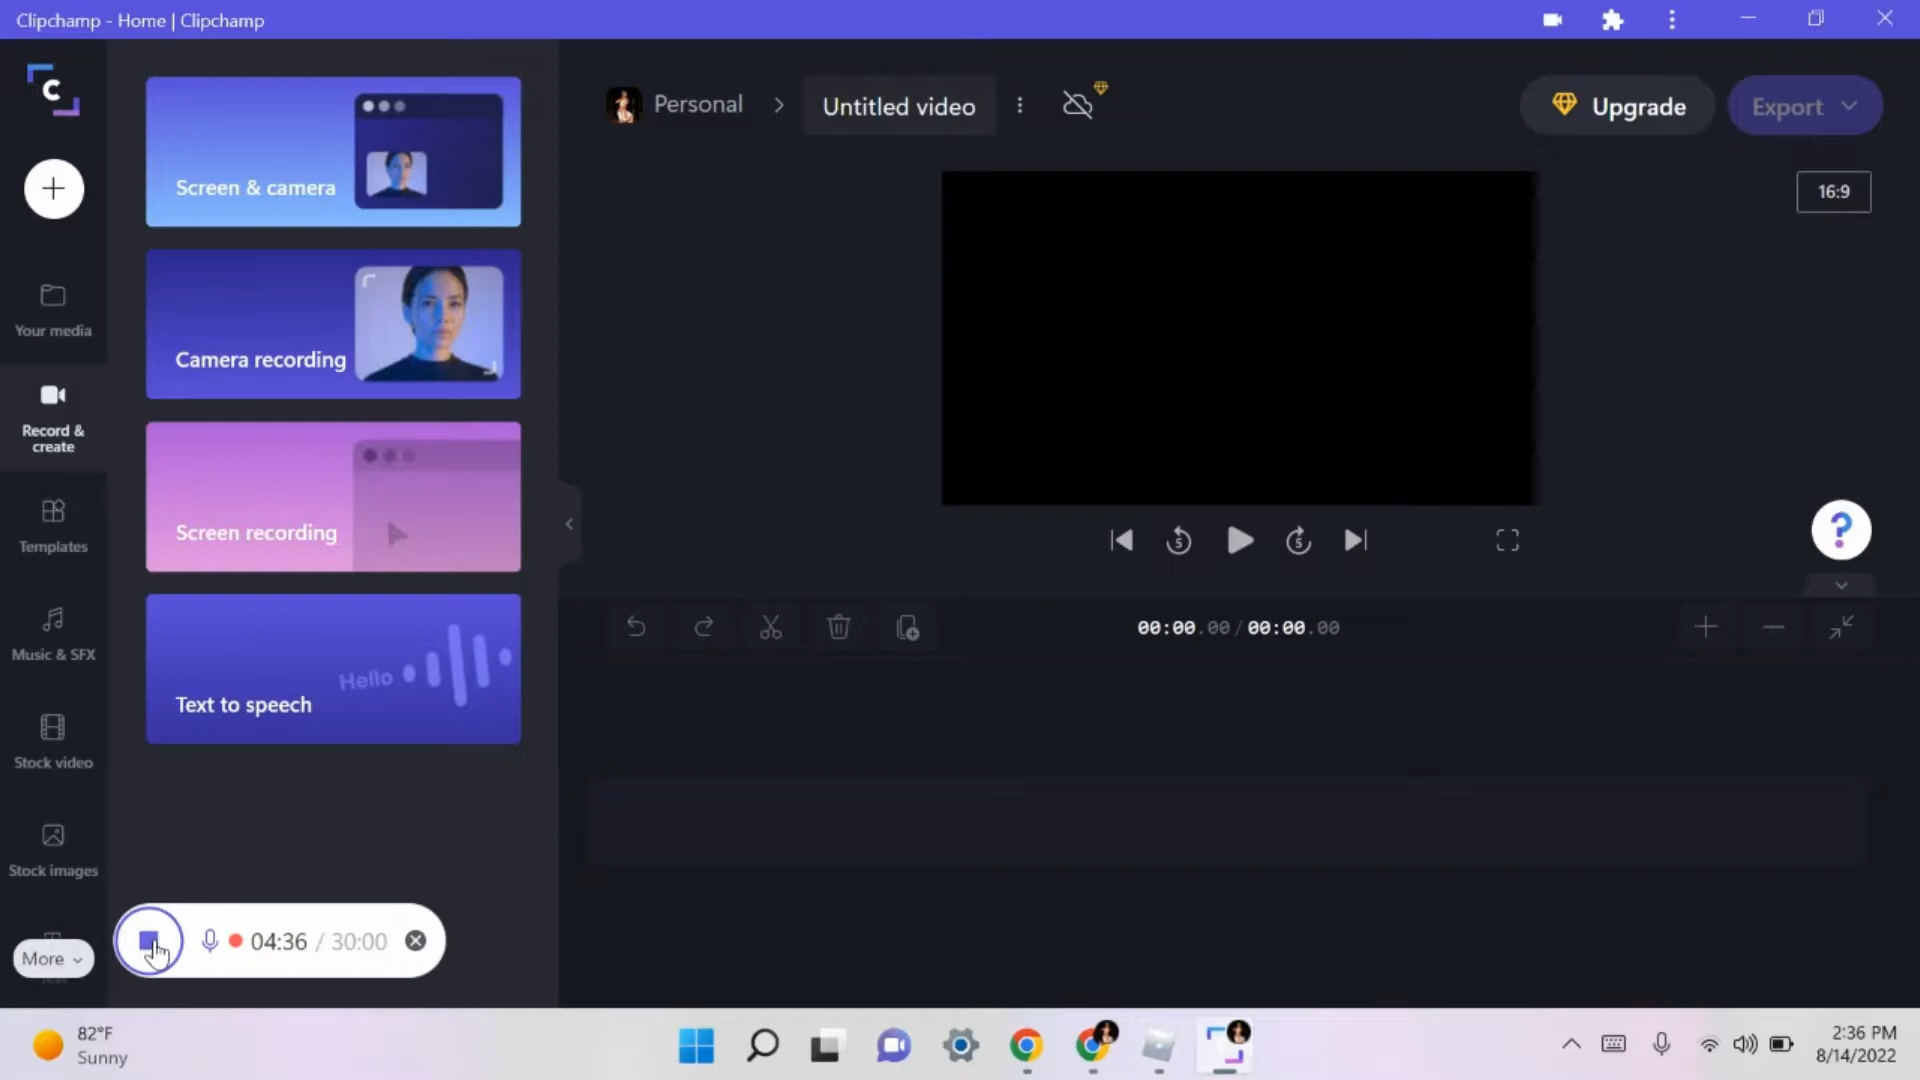 Clipchamp - Home | Clipchamp
C
Personal
Untitled video
Upgrade
Export
16:9
Screen & camera
Camera recording
Screen recording
Hello
Text to speech
Your media
Record &
create
Templates
Music & SFX
Stock video
Stock images
More
5
5
?
00:00.00 / 00:00.00
04:36 / 30:00
82°F
Sunny
2:36 PM
8/14/2022